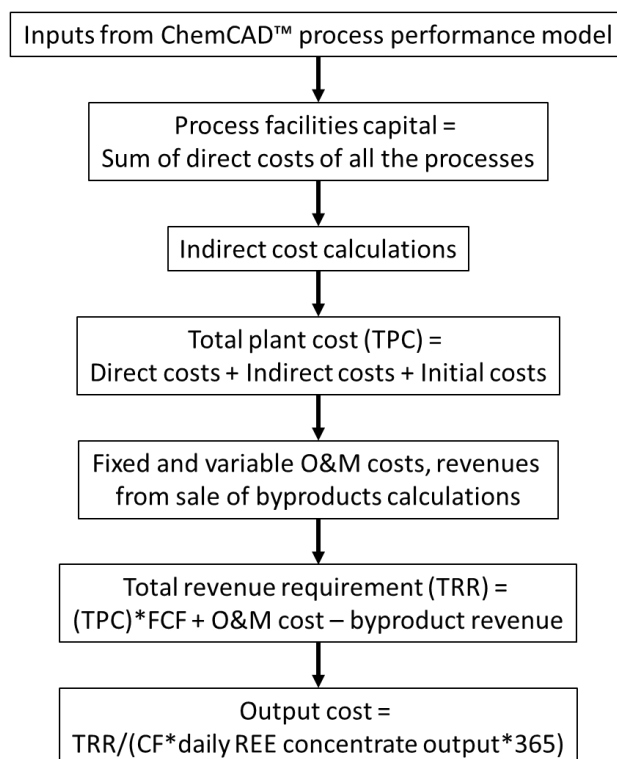 Inputs from ChemCAD™ process performance model
Process facilities capital =
Sum of direct costs of all the processes
Indirect cost calculations
Total plant cost (TPC) =
Direct costs + Indirect costs + Initial costs
Fixed and variable O&M costs, revenues
from sale of byproducts calculations
Total revenue requirement (TRR) =
(TPC)*FCF + O&M cost – byproduct revenue
Output cost =
TRR/(CF*daily REE concentrate output*365)